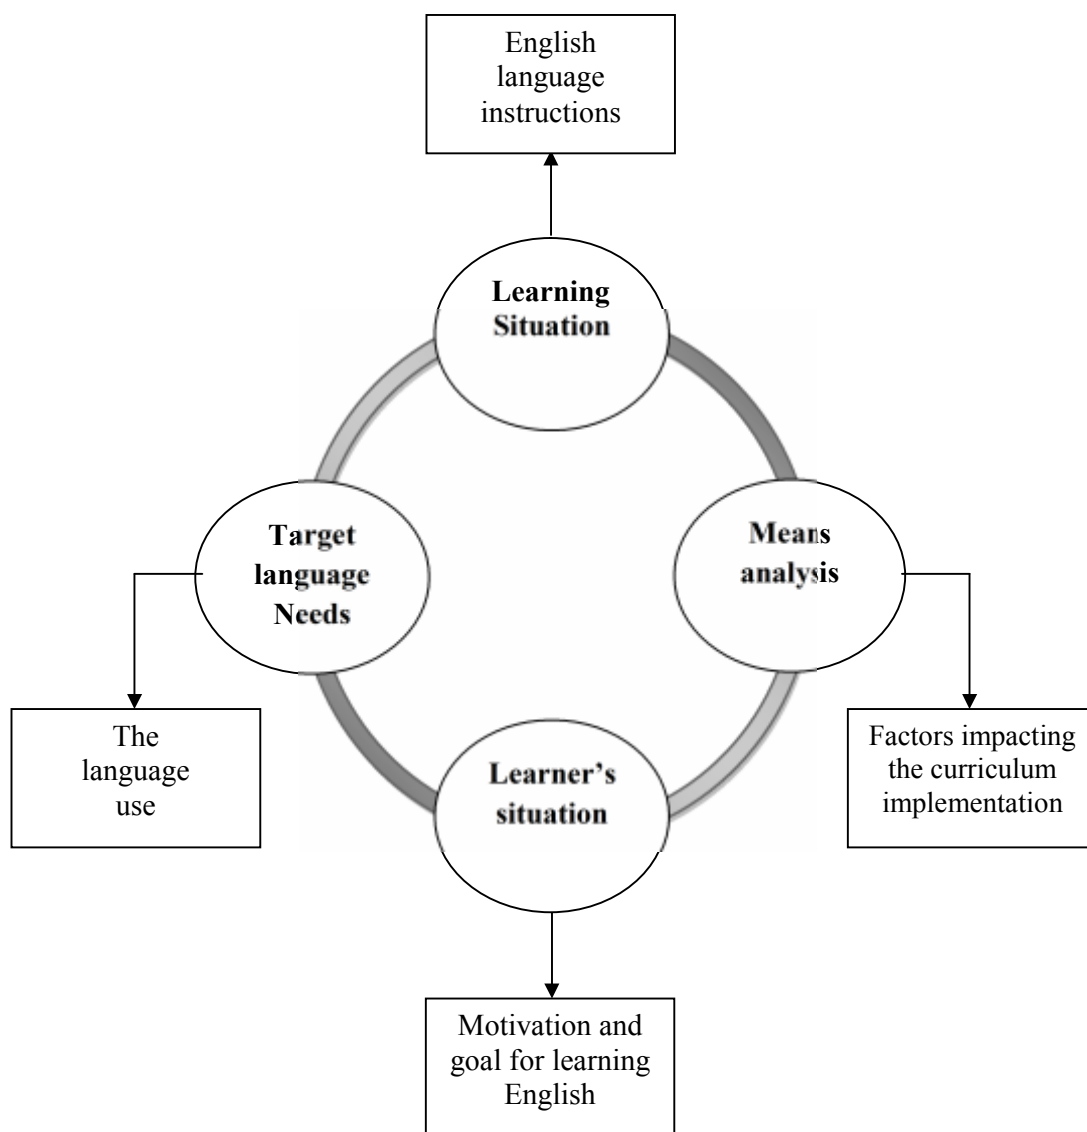 English
language
instructions
Learning
Situation
Target
language
Needs
Means
analysis
The
language
use
Learner’s
situation
Factors impacting
the curriculum
implementation
Motivation and
goal for learning
English